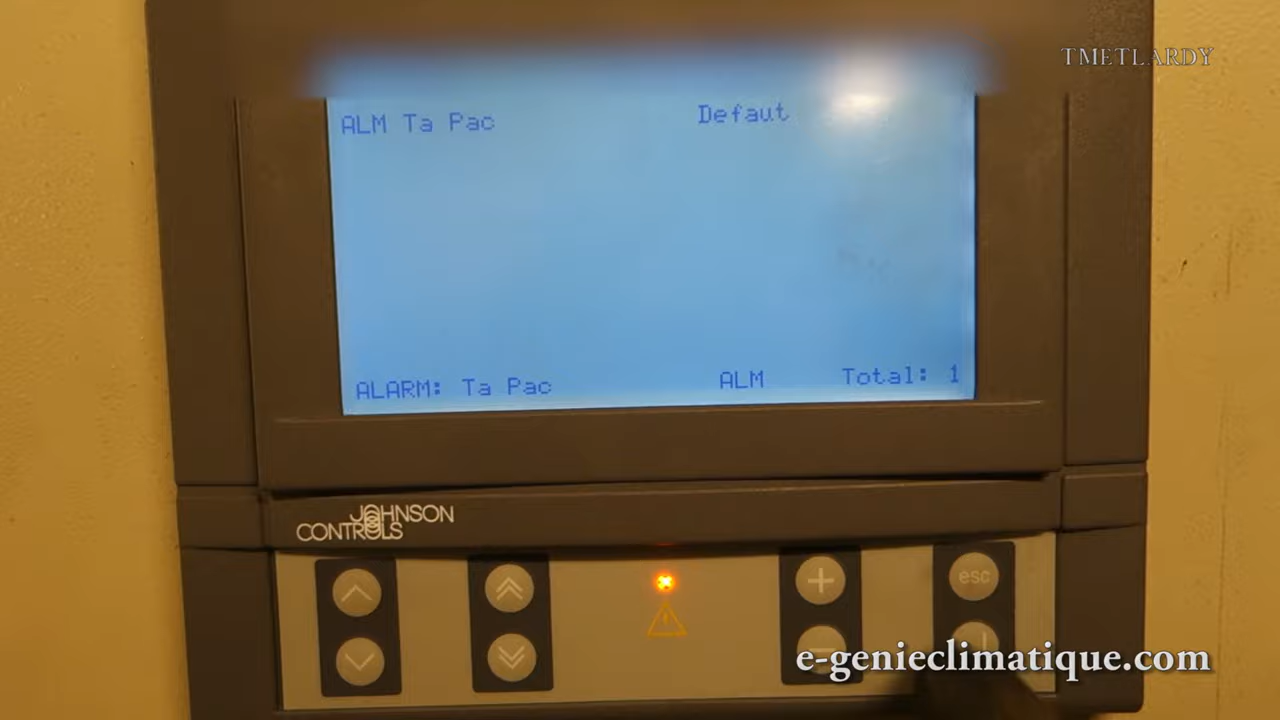 TMETLARDY
ALM Ta Pac Defaut
ALARM: Ta Pac ALM Total: 1
JOHNSON
CONTROLS
esc
e-genieclimatique.com